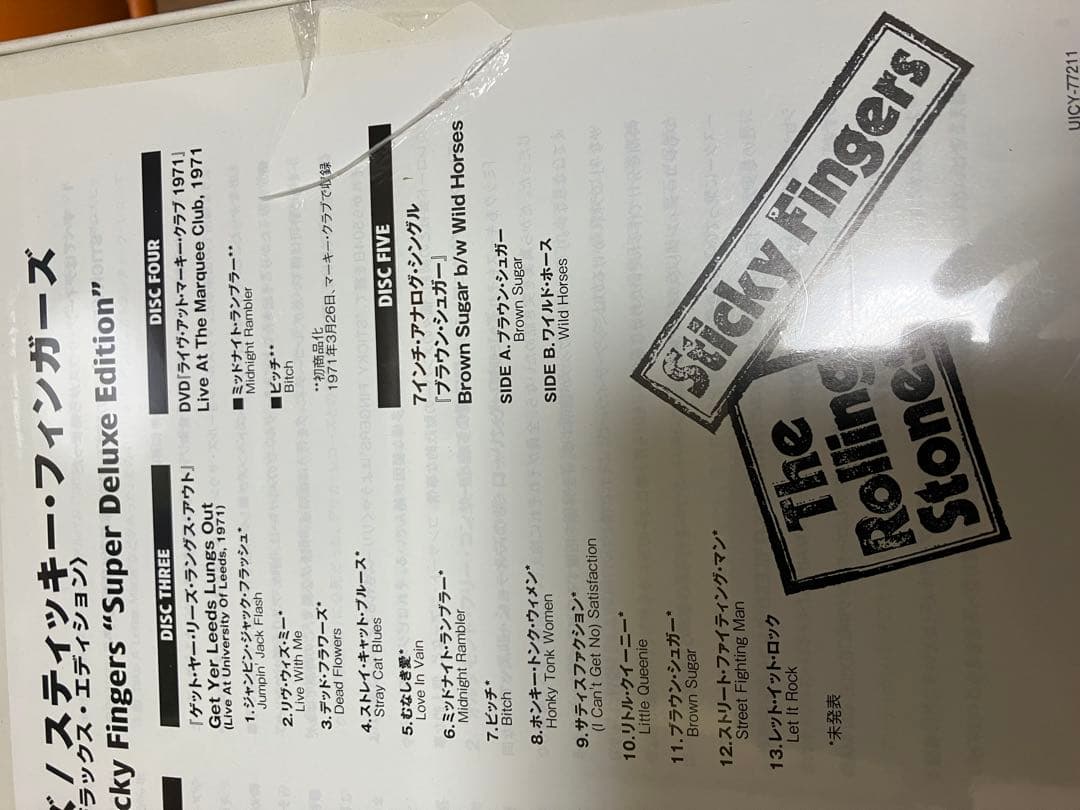 ズ / スティッキー・フィンガーズ
ラックス・エディション〉
cky Fingers “Super Deluxe Edition”
DISC THREE
『ゲット・ヤー・リーズ・ラングス・アウト』
Get Yer Leeds Lungs Out
(Live At University Of Leeds, 1971)
1.ジャンピン・ジャック・フラッシュ*
Jumpin' Jack Flash
2.リヴ・ウィズ・ミー*
Live With Me
3.デッド・フラワーズ*
Dead Flowers
4.ストレイ・キャット・ブルース*
Stray Cat Blues
5.むなしき愛*
Love In Vain
6.ミッドナイト・ランブラー*
Midnight Rambler
7.ビッチ*
Bitch
8.ホンキー・トンク・ウィメン*
Honky Tonk Women
9.サティスファクション*
(I Can't Get No) Satisfaction
10.リトル・クイーニー*
Little Queenie
11.ブラウン・シュガー*
Brown Sugar
12.ストリート・ファイティング・マン*
Street Fighting Man
13.レット・イット・ロック
Let It Rock
*未発表
DISC FOUR
DVD『ライヴ・アット・マーキー・クラブ 1971』
Live At The Marquee Club, 1971
■ミッドナイト・ランブラー**
Midnight Rambler
■ビッチ**
Bitch
**初商品化
1971年3月26日、マーキー・クラブで収録
DISC FIVE
7インチ・アナログ・シングル
『ブラウン・シュガー』
Brown Sugar b/w Wild Horses
SIDE A. ブラウン・シュガー
Brown Sugar
SIDE B. ワイルド・ホース
Wild Horses
The
Rolling
Stones
Sticky Fingers
UICY-77211